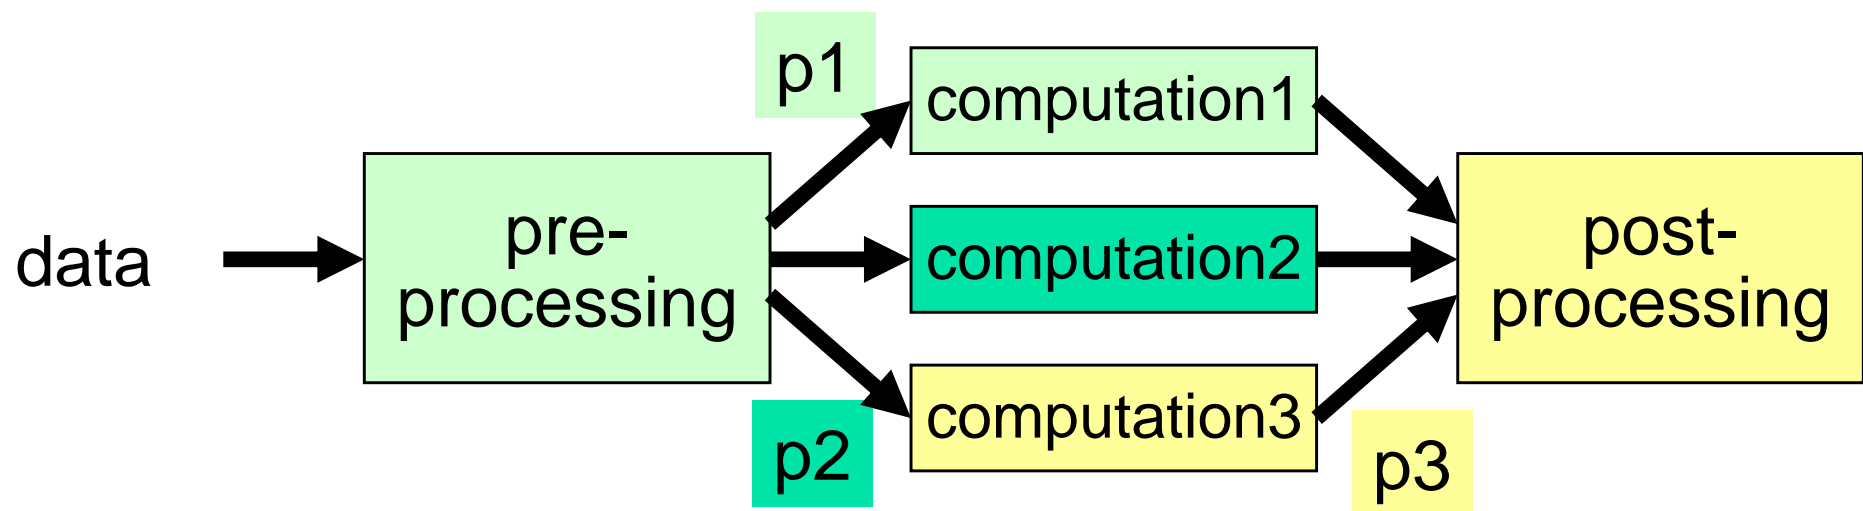 data
pre-
processing
p1
p2
computation1
computation2
computation3
p3
post-
processing